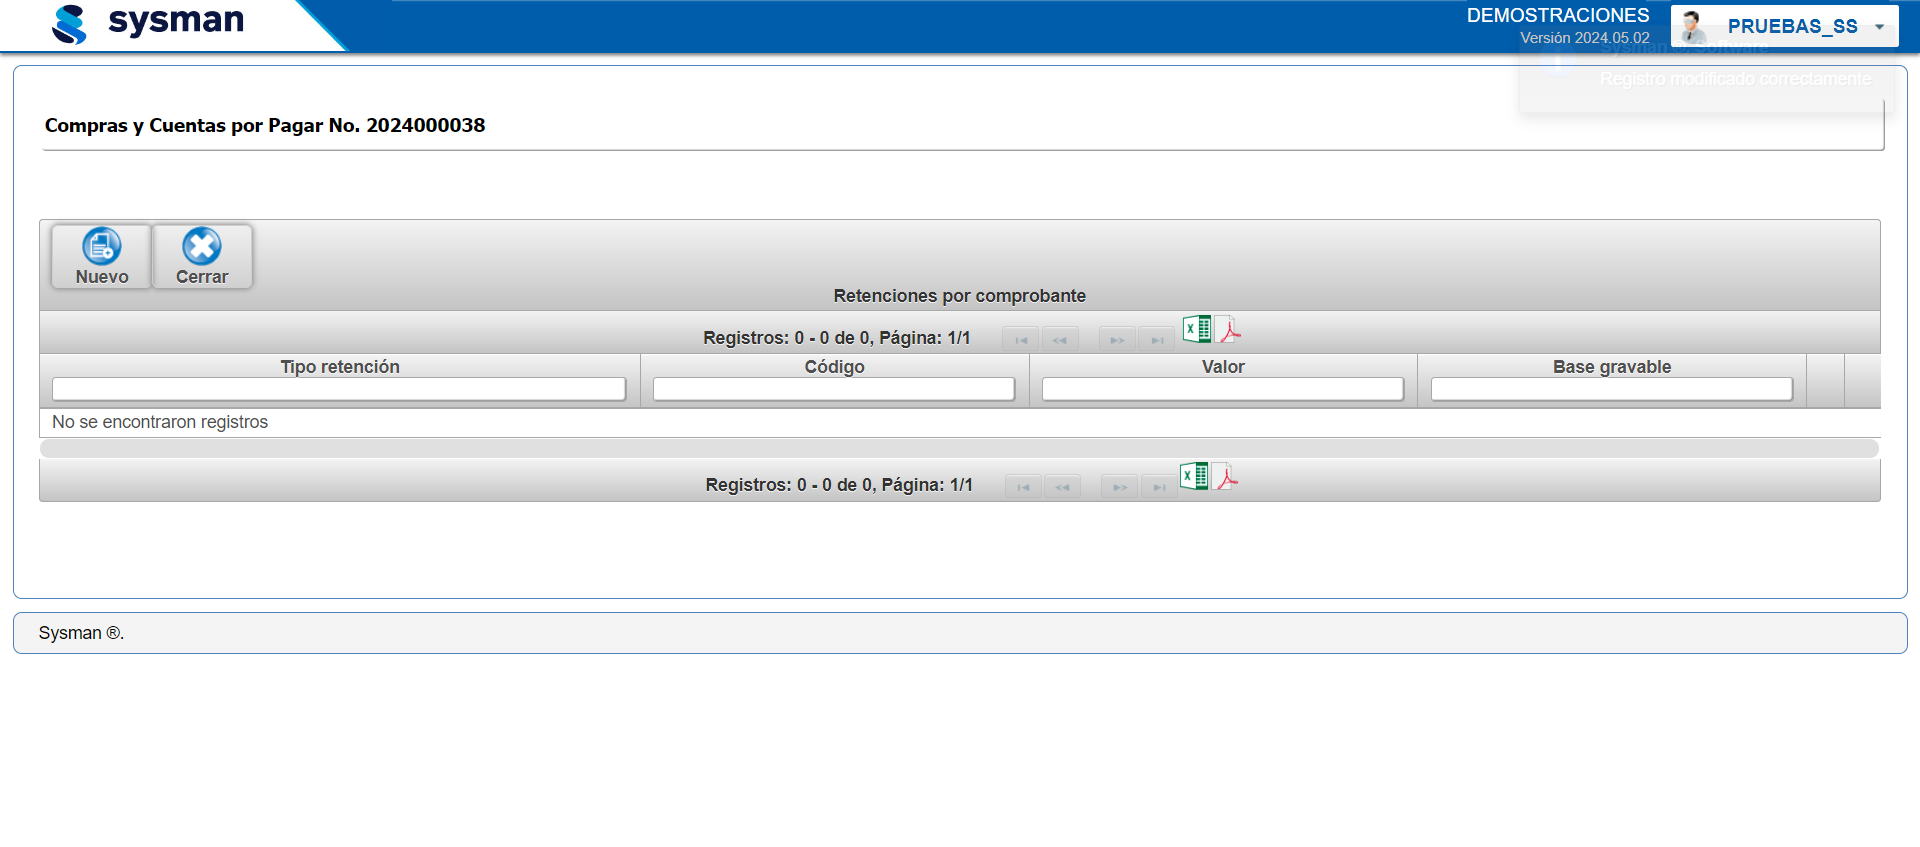 sysman
DEMOSTRACIONES
Versión 2024.05.02
PRUEBAS_SS
Sysman ® Software
Registro modificado correctamente
Compras y Cuentas por Pagar No. 2024000038
Nuevo
Cerrar
Retenciones por comprobante
Registros: 0 - 0 de 0, Página: 1/1
Tipo retención
Código
Valor
Base gravable
No se encontraron registros
Registros: 0 - 0 de 0, Página: 1/1
Sysman ®.